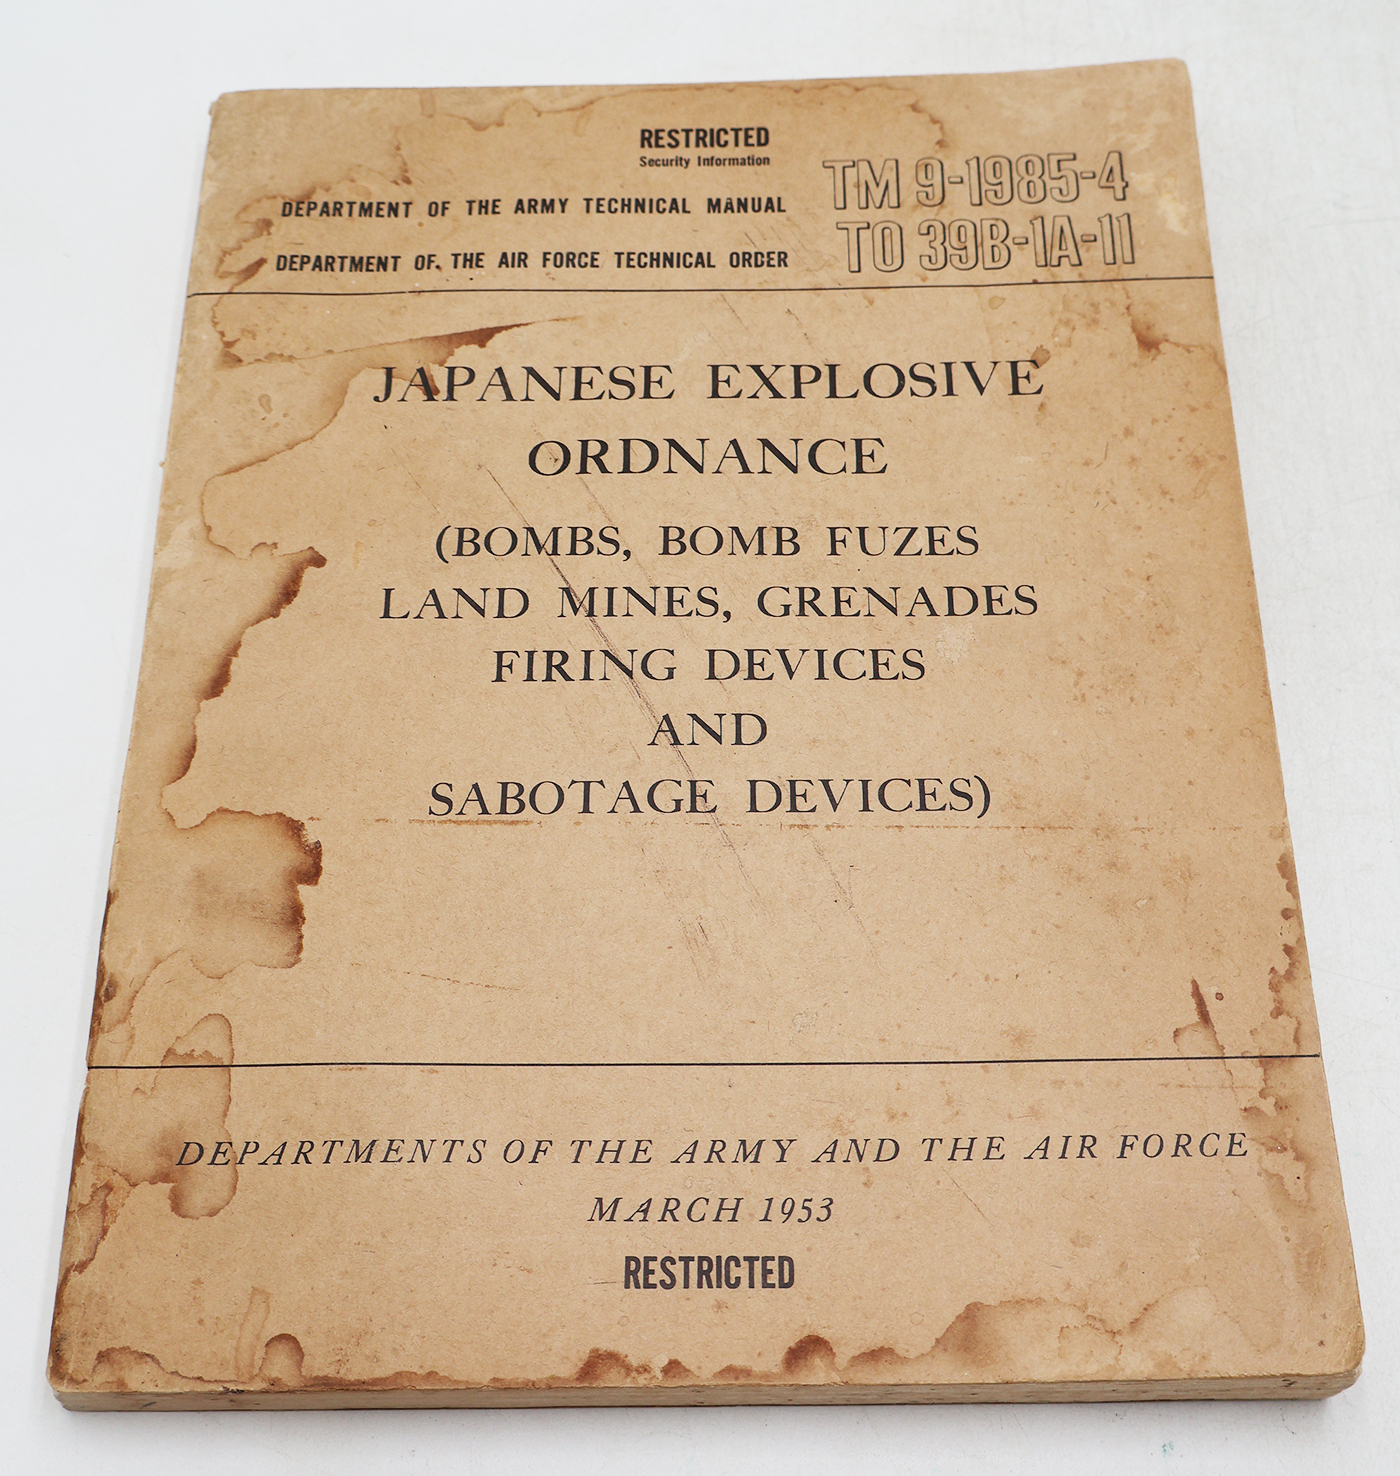 RESTRICTED
Security Information
DEPARTMENT OF THE ARMY TECHNICAL MANUAL
TM 9-1985-4
DEPARTMENT OF THE AIR FORCE TECHNICAL ORDER
TO 39B-1A-11
JAPANESE EXPLOSIVE
ORDNANCE
(BOMBS, BOMB FUZES
LAND MINES, GRENADES
FIRING DEVICES
AND
SABOTAGE DEVICES)
DEPARTMENTS OF THE ARMY AND THE AIR FORCE
MARCH 1953
RESTRICTED